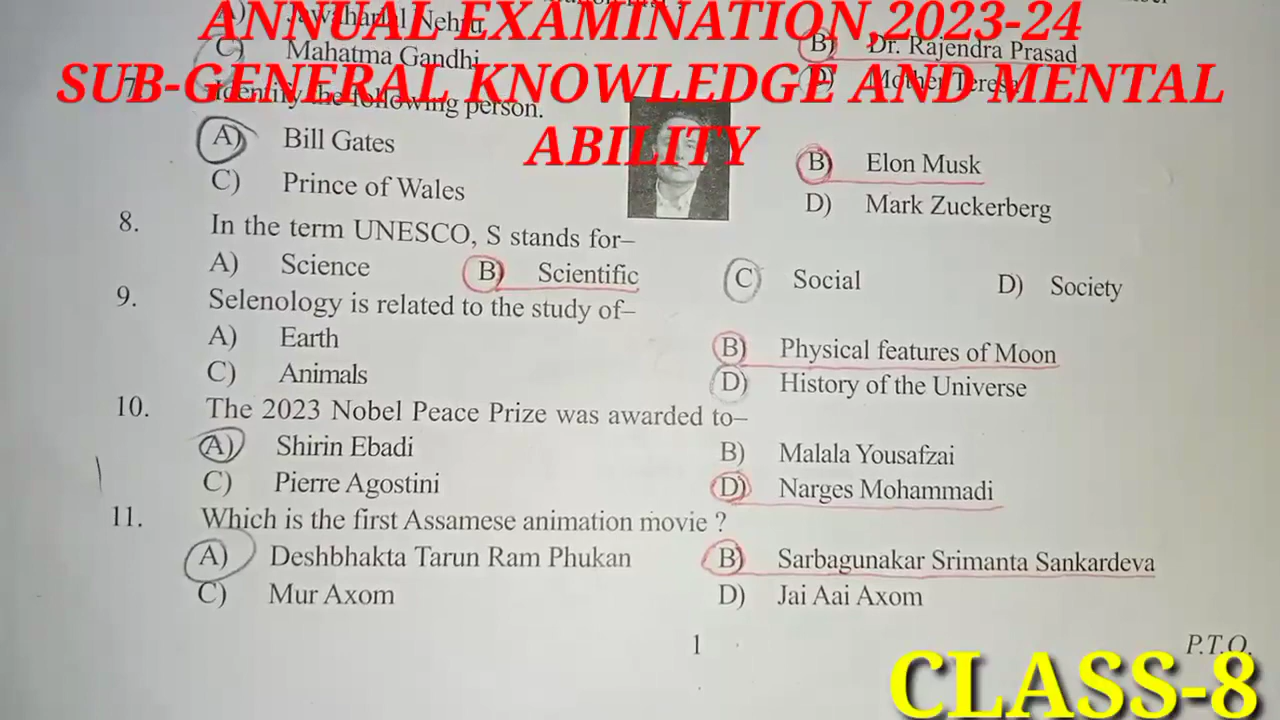 ANNUAL EXAMINATION,2023-24
SUB-GENERAL KNOWLEDGE AND MENTAL
ABILITY
A) Jawaharlal Nehru
B) Dr. Rajendra Prasad
C) Mahatma Gandhi
D) Mother Teresa
7. Identify the following person.
A) Bill Gates
B) Elon Musk
C) Prince of Wales
D) Mark Zuckerberg
8. In the term UNESCO, S stands for–
A) Science B) Scientific C) Social D) Society
9. Selenology is related to the study of–
A) Earth B) Physical features of Moon
C) Animals D) History of the Universe
10. The 2023 Nobel Peace Prize was awarded to–
A) Shirin Ebadi B) Malala Yousafzai
C) Pierre Agostini D) Narges Mohammadi
11. Which is the first Assamese animation movie ?
A) Deshbhakta Tarun Ram Phukan B) Sarbagunakar Srimanta Sankardeva
C) Mur Axom D) Jai Aai Axom
1 P.T.O.
CLASS-8